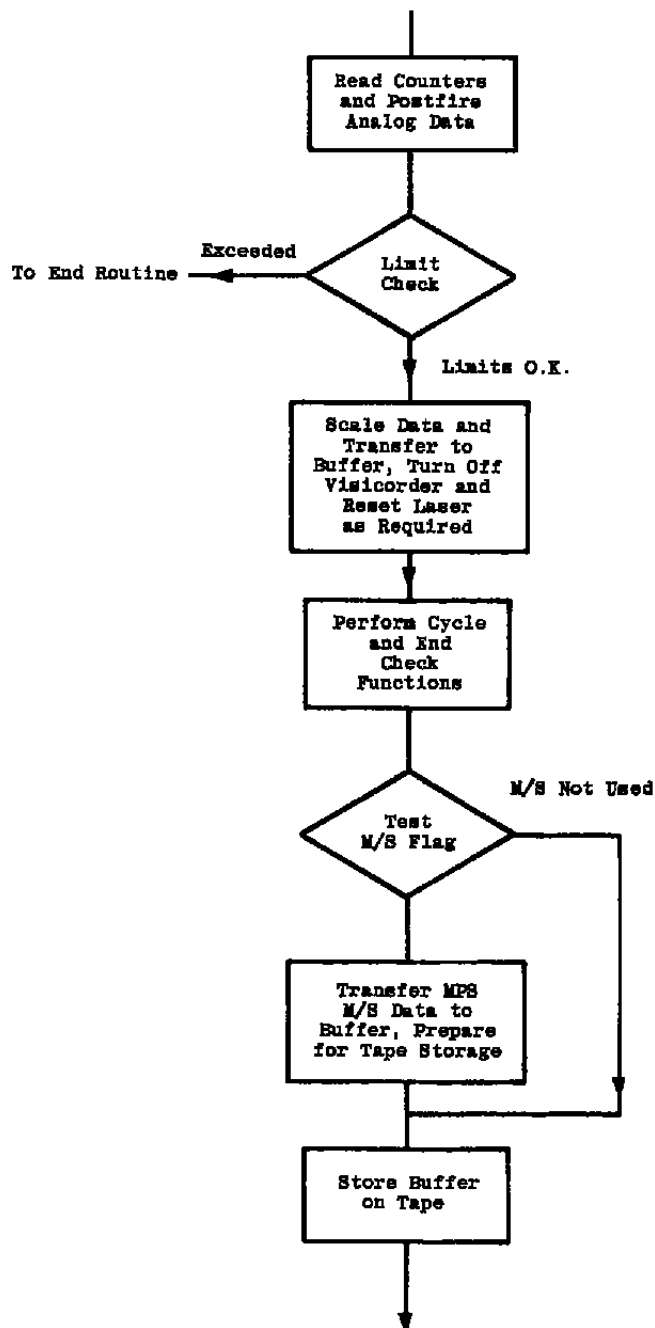 Read Counters
and Postfire
Analog Data
Exceeded
To End Routine
Limit
Check
Limits O.K.
Scale Data and
Transfer to
Buffer, Turn Off
Visicorder and
Reset Laser
as Required
Perform Cycle
and End
Check
Functions
M/S Not Used
Test
M/S Flag
Transfer MPS
M/S Data to
Buffer, Prepare
for Tape Storage
Store Buffer
on Tape